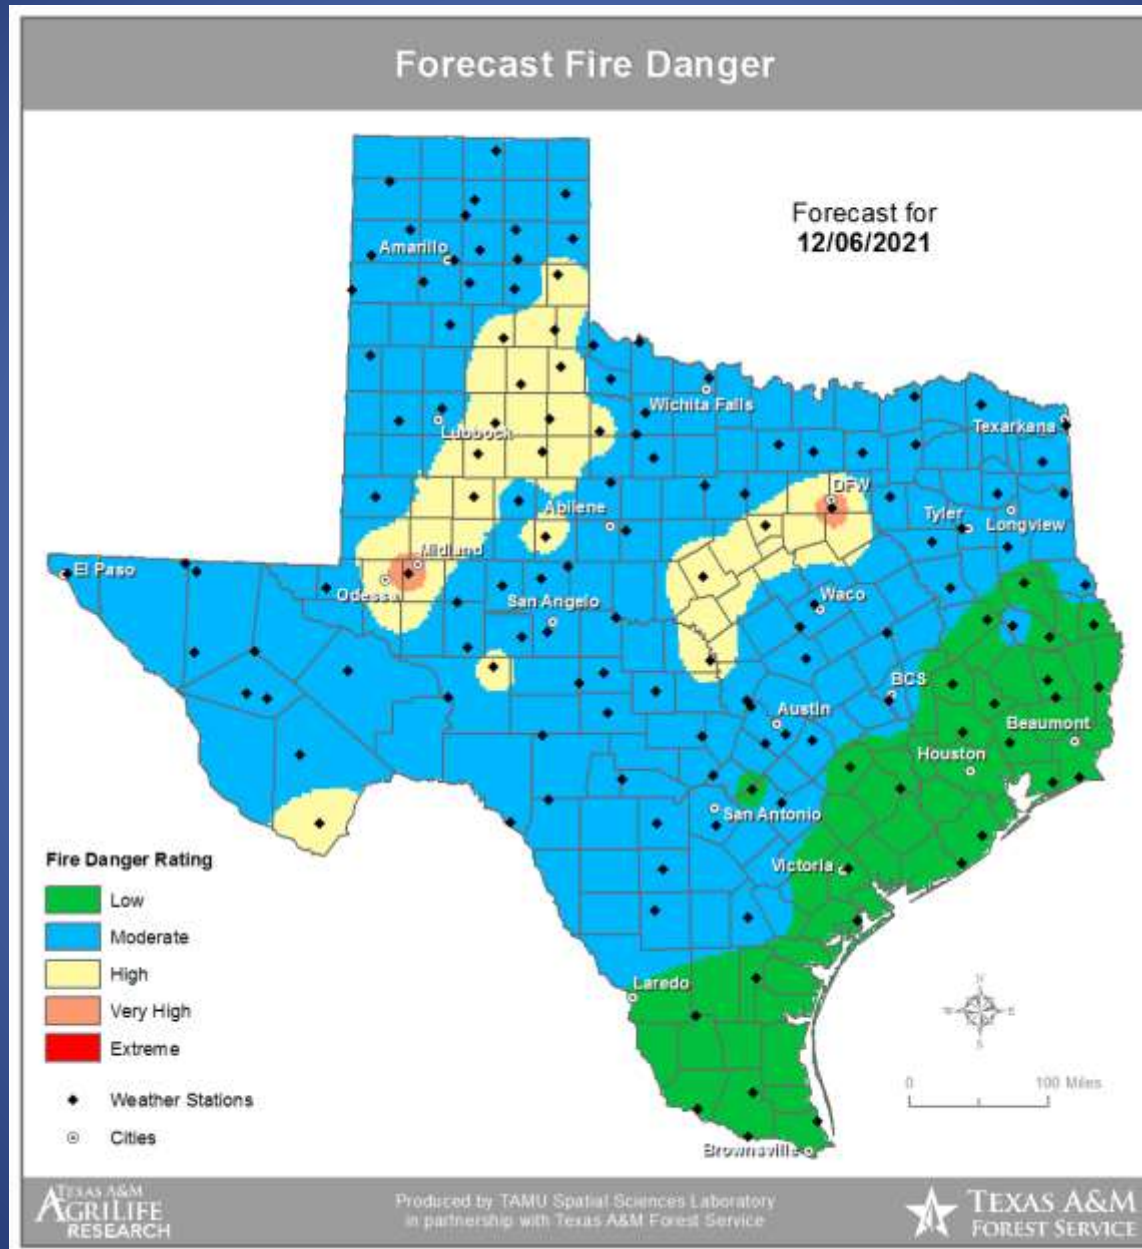 Forecast Fire Danger
Forecast for
12/06/2021
Amarillo
Wichita Falls
Lubbock
Texarkana
DFW
Abilene
Tyler
Longview
Midland
El Paso
Odessa
San Angelo
Waco
BCS
Austin
Beaumont
Houston
San Antonio
Victoria
Laredo
Brownsville
Fire Danger Rating
Low
Moderate
High
Very High
Extreme
Weather Stations
Cities
N
W
E
S
0 100 Miles
TEXAS A&M
AGRILIFE
RESEARCH
Produced by TAMU Spatial Sciences Laboratory
in partnership with Texas A&M Forest Service
TEXAS A&M
FOREST SERVICE